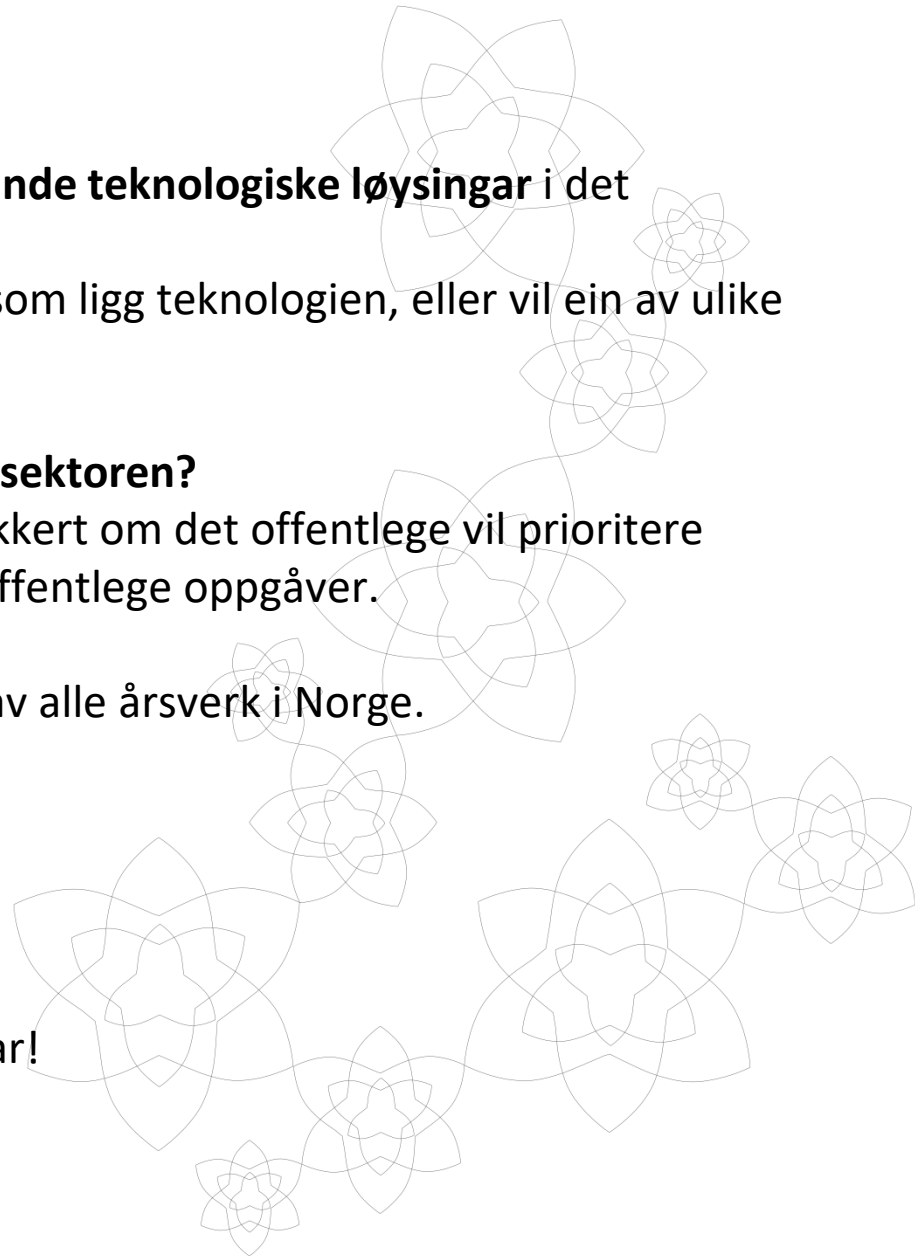 nde teknologiske løysingar i det
som ligg teknologien, eller vil ein av ulike
sektoren?
kkert om det offentlege vil prioritere
ffentlege oppgåver.
av alle årsverk i Norge.
ar!